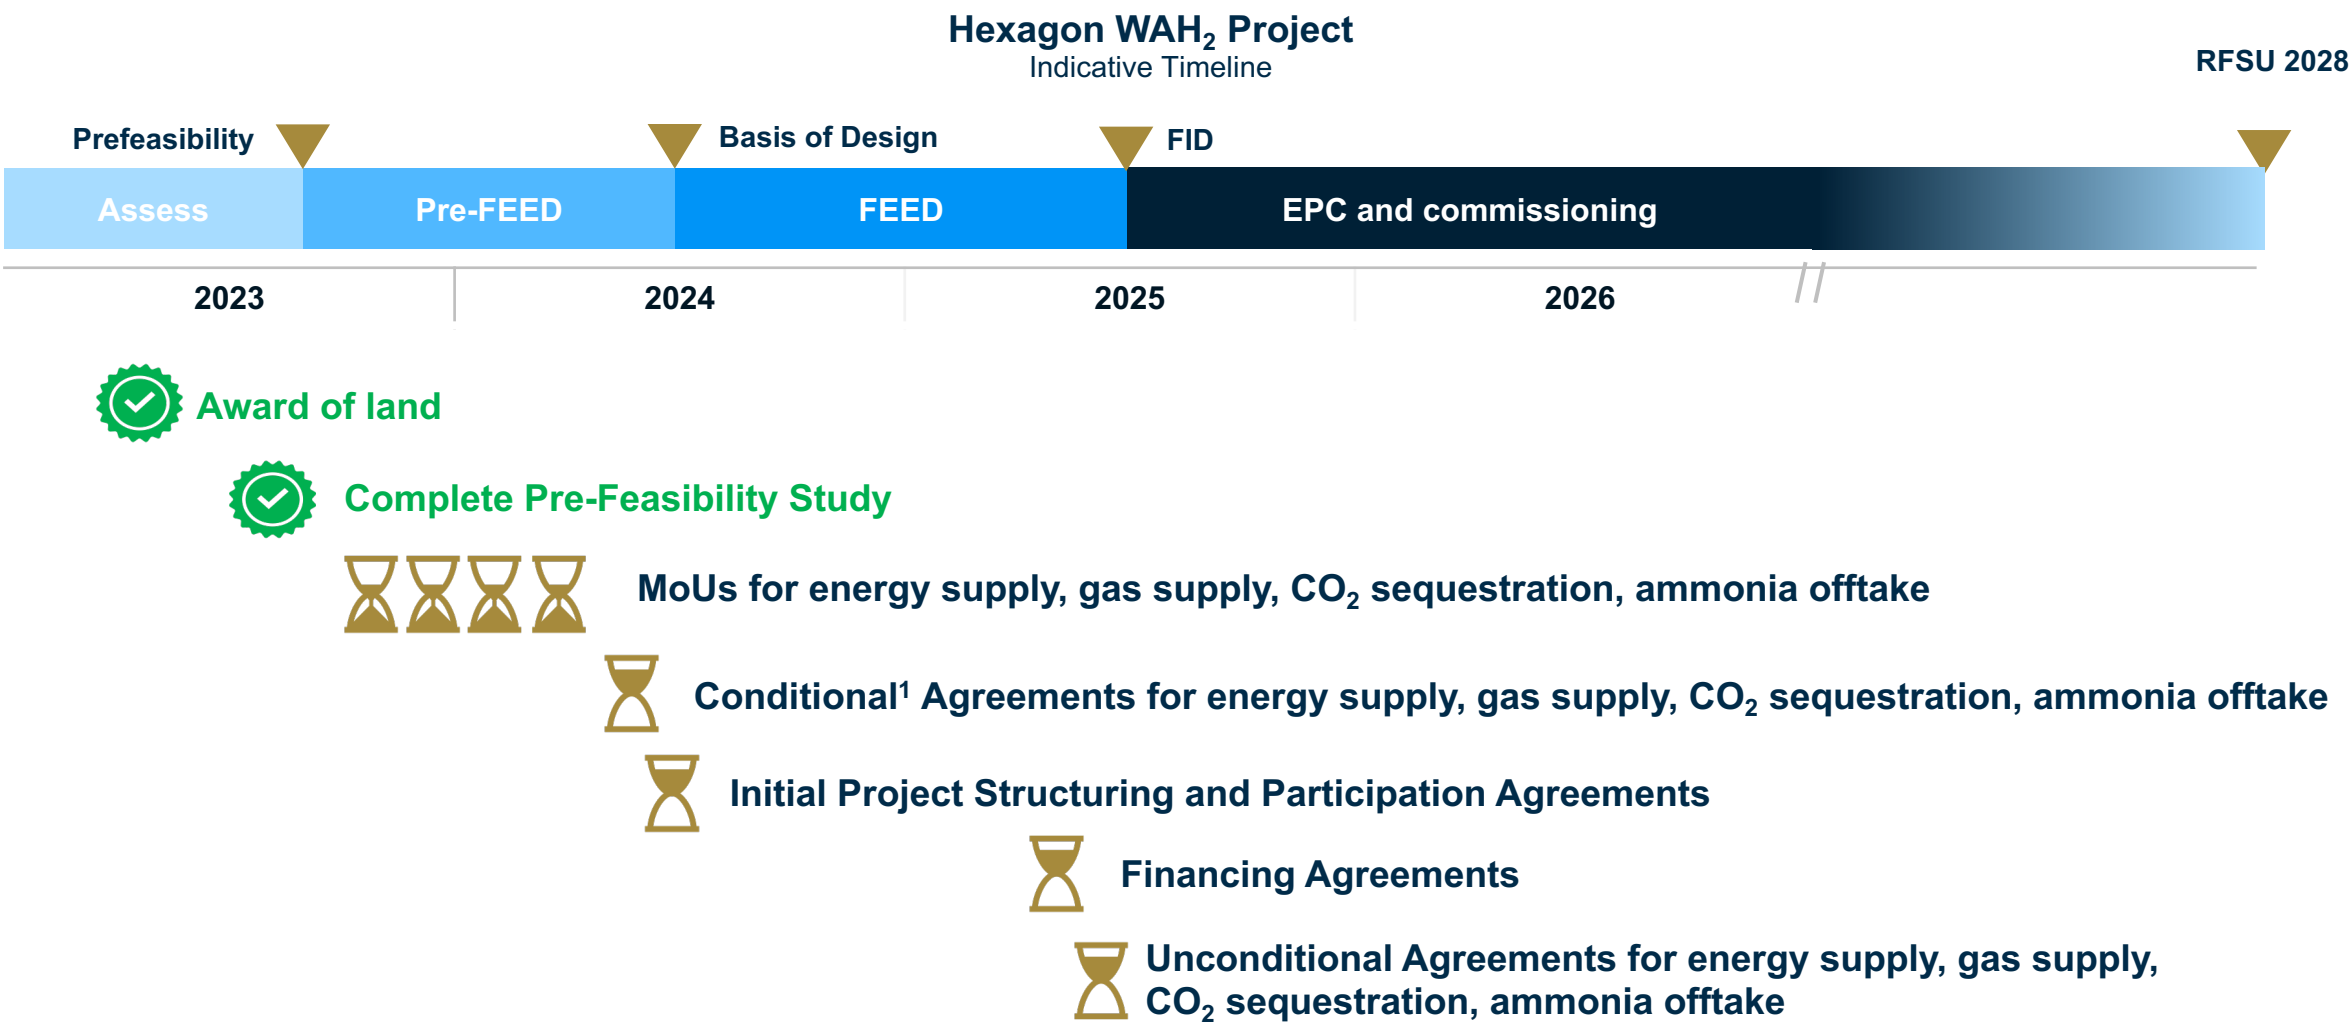 Hexagon WAH₂ Project
Indicative Timeline
RFSU 2028
Prefeasibility
Basis of Design
FID
Assess
Pre-FEED
FEED
EPC and commissioning
2023
2024
2025
2026
Award of land
Complete Pre-Feasibility Study
MoUs for energy supply, gas supply, CO₂ sequestration, ammonia offtake
Conditional¹ Agreements for energy supply, gas supply, CO₂ sequestration, ammonia offtake
Initial Project Structuring and Participation Agreements
Financing Agreements
Unconditional Agreements for energy supply, gas supply,
CO₂ sequestration, ammonia offtake